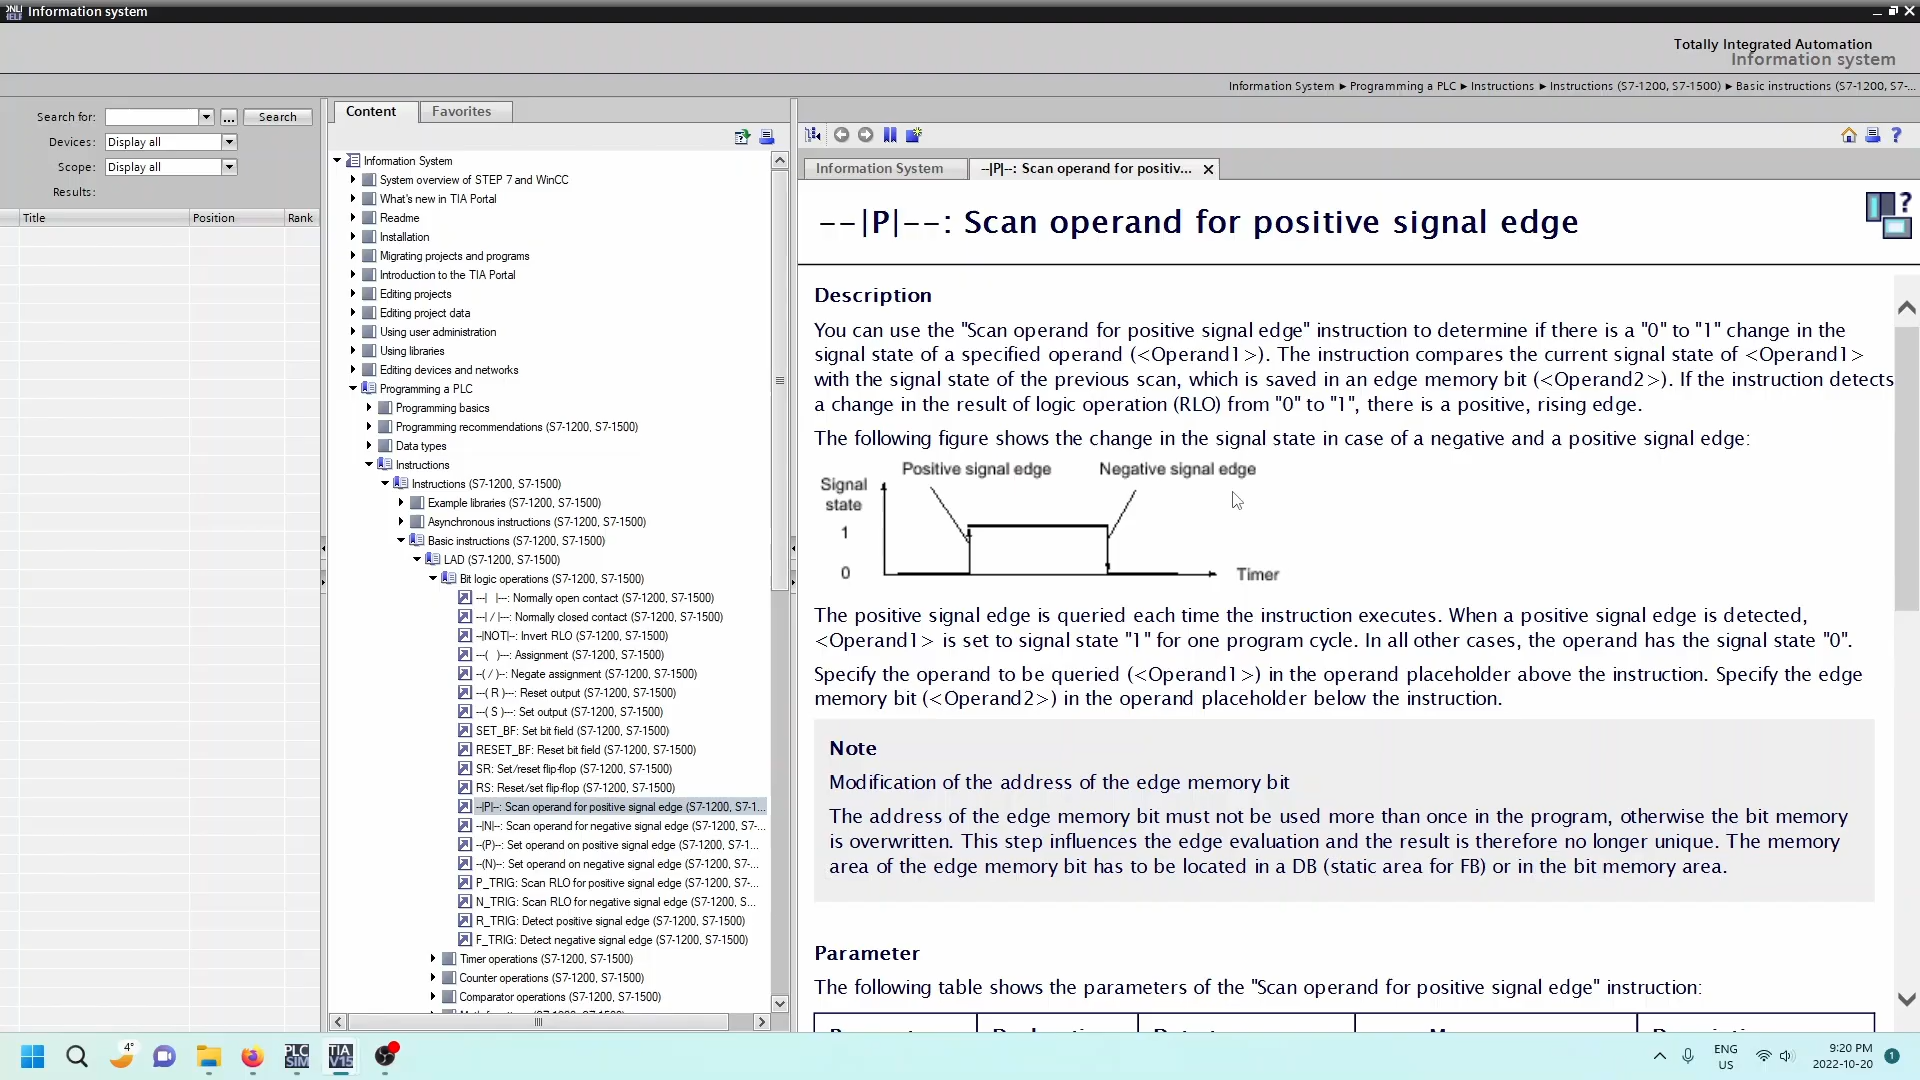 ONLI
HELF
Information system
Totally Integrated Automation
Information system
Information System ▸ Programming a PLC ▸ Instructions ▸ Instructions (S7-1200, S7-1500) ▸ Basic instructions (S7-1200, S7-...
Search for:
...
Search
Devices:
Display all
Scope:
Display all
Results:
Title
Position
Rank
Content
Favorites
Information System
System overview of STEP 7 and WinCC
What's new in TIA Portal
Readme
Installation
Migrating projects and programs
Introduction to the TIA Portal
Editing projects
Editing project data
Using user administration
Using libraries
Editing devices and networks
Programming a PLC
Programming basics
Programming recommendations (S7-1200, S7-1500)
Data types
Instructions
Instructions (S7-1200, S7-1500)
Example libraries (S7-1200, S7-1500)
Asynchronous instructions (S7-1200, S7-1500)
Basic instructions (S7-1200, S7-1500)
LAD (S7-1200, S7-1500)
Bit logic operations (S7-1200, S7-1500)
---| |---: Normally open contact (S7-1200, S7-1500)
---| / |---: Normally closed contact (S7-1200, S7-1500)
--|NOT|--: Invert RLO (S7-1200, S7-1500)
---( )---: Assignment (S7-1200, S7-1500)
--( / )--: Negate assignment (S7-1200, S7-1500)
---( R )---: Reset output (S7-1200, S7-1500)
---( S )---: Set output (S7-1200, S7-1500)
SET_BF: Set bit field (S7-1200, S7-1500)
RESET_BF: Reset bit field (S7-1200, S7-1500)
SR: Set/reset flip-flop (S7-1200, S7-1500)
RS: Reset/set flip-flop (S7-1200, S7-1500)
--|P|--: Scan operand for positive signal edge (S7-1200, S7-1...
--|N|--: Scan operand for negative signal edge (S7-1200, S7-...
--(P)--: Set operand on positive signal edge (S7-1200, S7-1...
--(N)--: Set operand on negative signal edge (S7-1200, S7-...
P_TRIG: Scan RLO for positive signal edge (S7-1200, S7-...
N_TRIG: Scan RLO for negative signal edge (S7-1200, S...
R_TRIG: Detect positive signal edge (S7-1200, S7-1500)
F_TRIG: Detect negative signal edge (S7-1200, S7-1500)
Timer operations (S7-1200, S7-1500)
Counter operations (S7-1200, S7-1500)
Comparator operations (S7-1200, S7-1500)
Information System
--|P|--: Scan operand for positiv...
--|P|--: Scan operand for positive signal edge
Description
You can use the "Scan operand for positive signal edge" instruction to determine if there is a "0" to "1" change in the
signal state of a specified operand (<Operand1>). The instruction compares the current signal state of <Operand1>
with the signal state of the previous scan, which is saved in an edge memory bit (<Operand2>). If the instruction detects
a change in the result of logic operation (RLO) from "0" to "1", there is a positive, rising edge.
The following figure shows the change in the signal state in case of a negative and a positive signal edge:
Positive signal edge
Negative signal edge
Signal
state
1
0
Timer
The positive signal edge is queried each time the instruction executes. When a positive signal edge is detected,
<Operand1> is set to signal state "1" for one program cycle. In all other cases, the operand has the signal state "0".
Specify the operand to be queried (<Operand1>) in the operand placeholder above the instruction. Specify the edge
memory bit (<Operand2>) in the operand placeholder below the instruction.
Note
Modification of the address of the edge memory bit
The address of the edge memory bit must not be used more than once in the program, otherwise the bit memory
is overwritten. This step influences the edge evaluation and the result is therefore no longer unique. The memory
area of the edge memory bit has to be located in a DB (static area for FB) or in the bit memory area.
Parameter
The following table shows the parameters of the "Scan operand for positive signal edge" instruction:
4°
PLC
SIM
TIA
V15
ENG
US
9:20 PM
2022-10-20
1